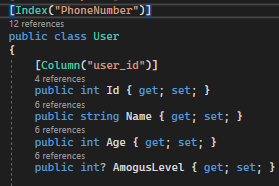 [Index("PhoneNumber")]
12 references
public class User
{
[Column("user_id")]
4 references
public int Id { get; set; }
6 references
public string Name { get; set; }
6 references
public int Age { get; set; }
6 references
public int? AmogusLevel { get; set; }